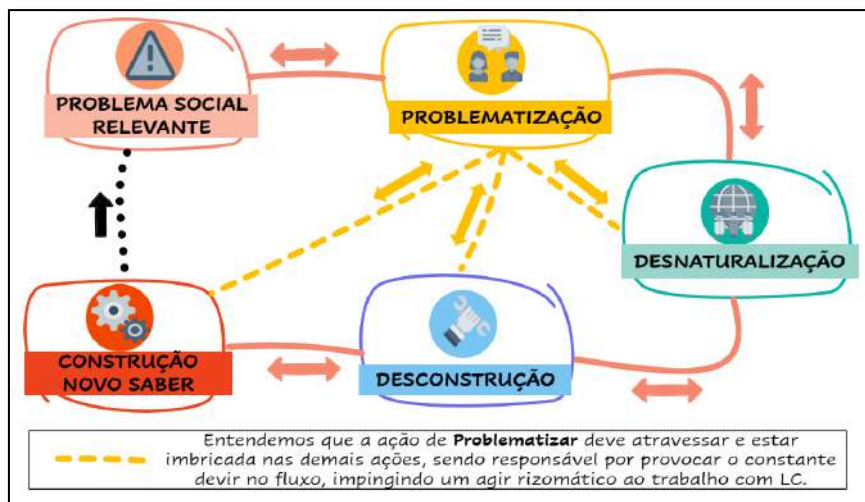 PROBLEMA SOCIAL
RELEVANTE
PROBLEMATIZAÇÃO
DESNATURALIZAÇÃO
CONSTRUÇÃO
NOVO SABER
DESCONSTRUÇÃO
Entendemos que a ação de Problematizar deve atravessar e estar
imbricada nas demais ações, sendo responsável por provocar o constante
devir no fluxo, impingindo um agir rizomático ao trabalho com LC.